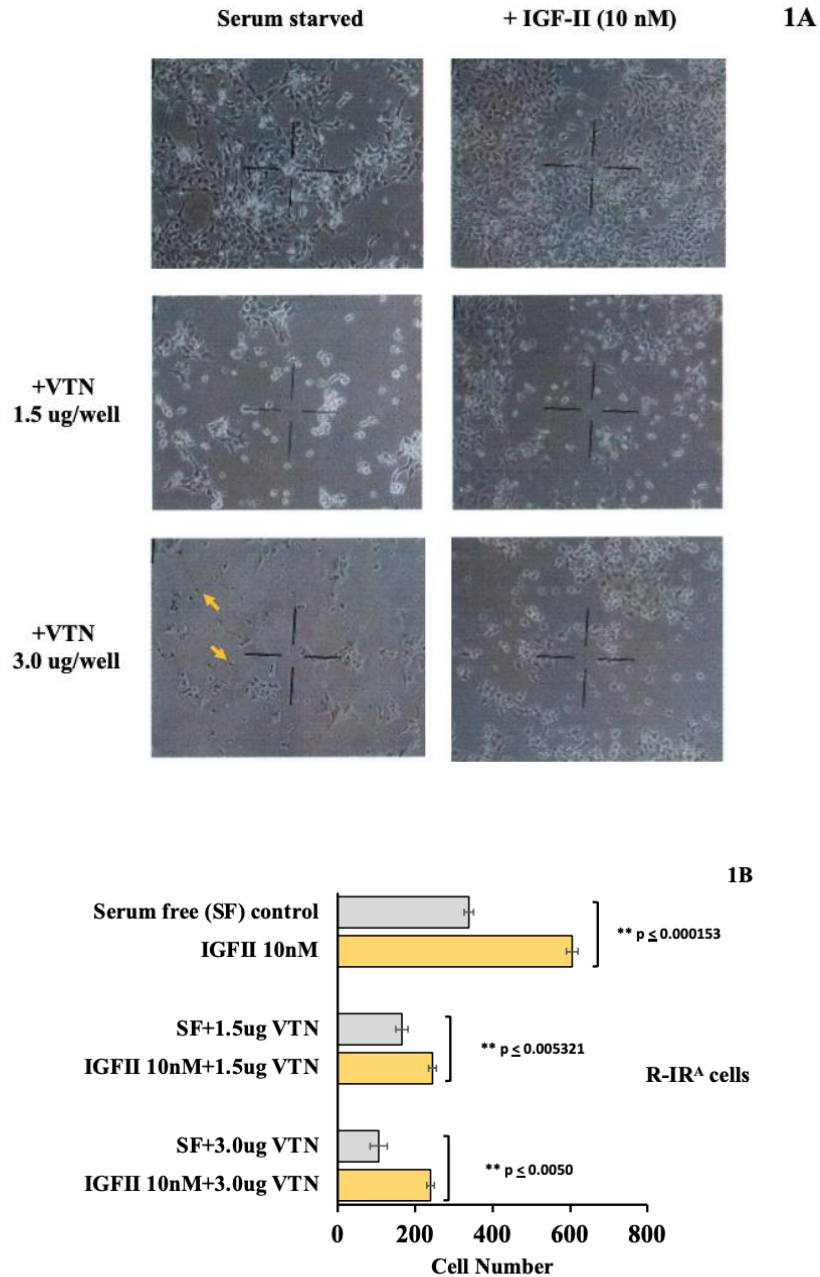 Serum starved
+ IGF-II (10 nM)
1A
+VTN
1.5 ug/well
+VTN
3.0 ug/well
1B
Serum free (SF) control
IGFII 10nM
** p ≤ 0.000153
SF+1.5ug VTN
IGFII 10nM+1.5ug VTN
** p ≤ 0.005321
R-IRᴬ cells
SF+3.0ug VTN
IGFII 10nM+3.0ug VTN
** p ≤ 0.0050
0 200 400 600 800
Cell Number